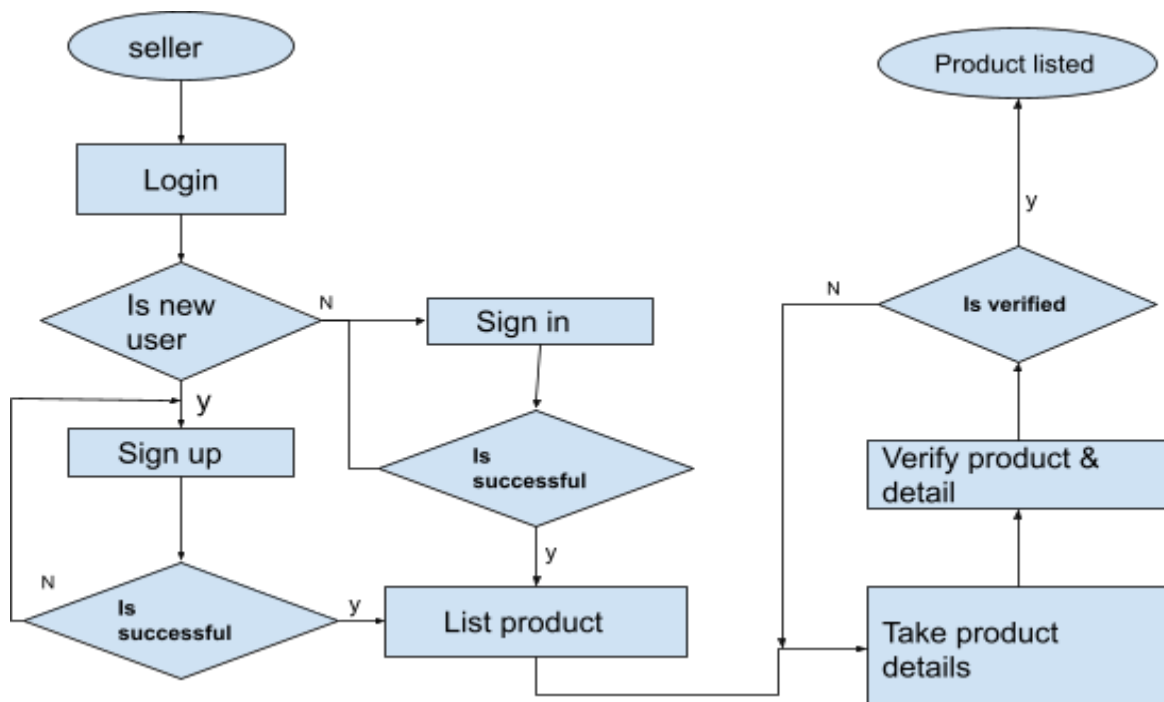 seller
Login
Is new
user
N
Sign in
y
Sign up
Is
successful
y
N
Is
successful
y
List product
Product listed
y
N
Is verified
Verify product &
detail
Take product
details